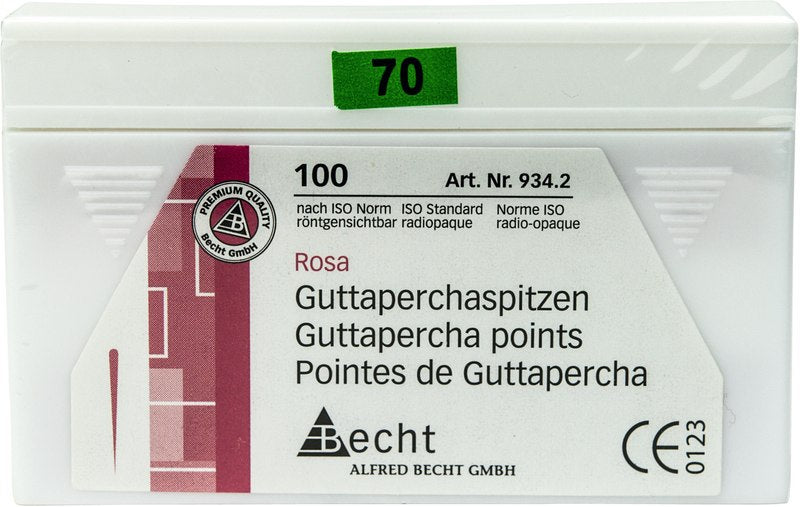 70
100 Art. Nr. 934.2
nach ISO Norm ISO Standard Norme ISO
röntgensichtbar radiopaque radio-opaque
PREMIUM QUALITY
B
Becht GmbH
Rosa
Guttaperchaspitzen
Guttapercha points
Pointes de Guttapercha
Becht
ALFRED BECHT GMBH
CE 0123